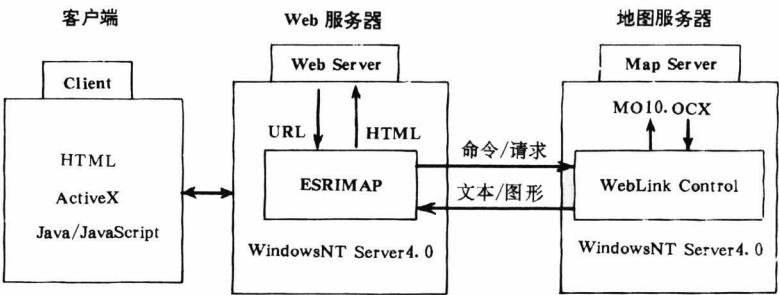 客户端
Web 服务器
地图服务器
Client
Web Server
Map Server
HTML
ActiveX
Java/JavaScript
URL
HTML
ESRIMAP
WindowsNT Server4.0
命令/请求
文本/图形
MO10.OCX
WebLink Control
WindowsNT Server4.0